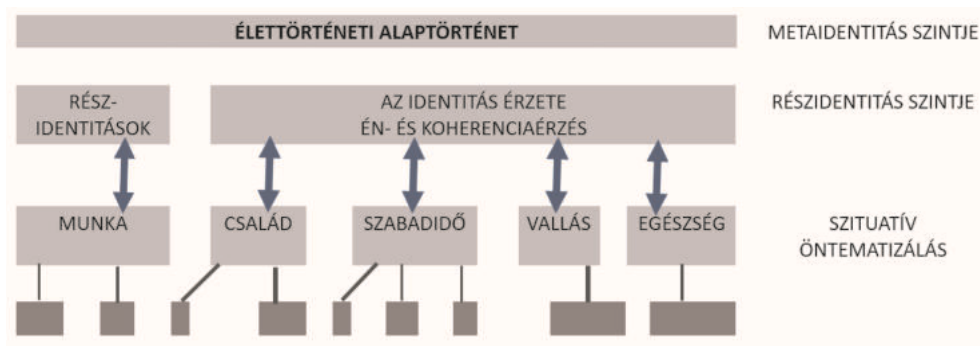 ÉLETTÖRTÉNETI ALAPTÖRTÉNET
METAIDENTITÁS SZINTJE
RÉSZ-
IDENTITÁSOK
AZ IDENTITÁS ÉRZETE
ÉN- ÉS KOHERENCIAÉRZÉS
RÉSZIDENTITÁS SZINTJE
MUNKA
CSALÁD
SZABADIDŐ
VALLÁS
EGÉSZSÉG
SZITUATÍV
ÖNTEMATIZÁLÁS